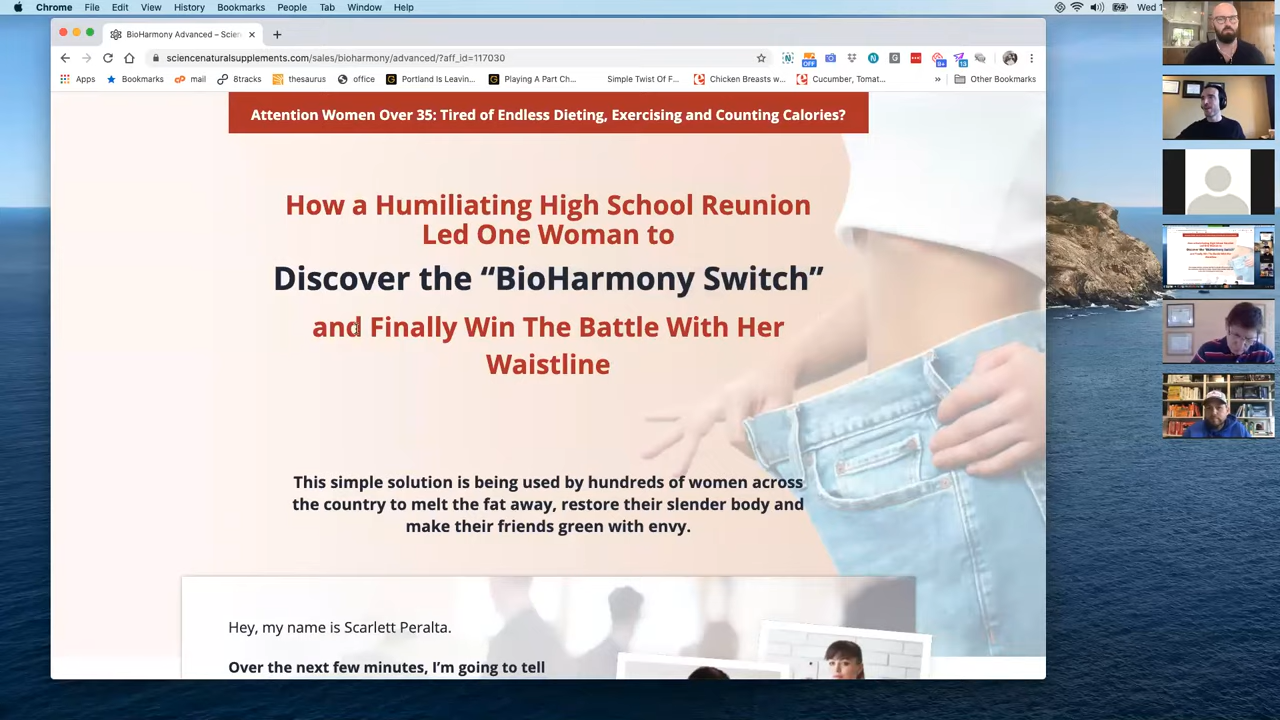 Chrome File Edit View History Bookmarks People Tab Window Help
Wed 1
BioHarmony Advanced – Scien
sciencenaturalsupplements.com/sales/bioharmony/advanced/?aff_id=117030
OFF
9+
13
Apps Bookmarks mail 8tracks thesaurus office Portland Is Leavin... Playing A Part Ch... Simple Twist Of F... Chicken Breasts w... Cucumber, Tomat... » Other Bookmarks
Attention Women Over 35: Tired of Endless Dieting, Exercising and Counting Calories?
How a Humiliating High School Reunion
Led One Woman to
Discover the “BioHarmony Switch”
and Finally Win The Battle With Her
Waistline
This simple solution is being used by hundreds of women across
the country to melt the fat away, restore their slender body and
make their friends green with envy.
Hey, my name is Scarlett Peralta.
Over the next few minutes, I’m going to tell